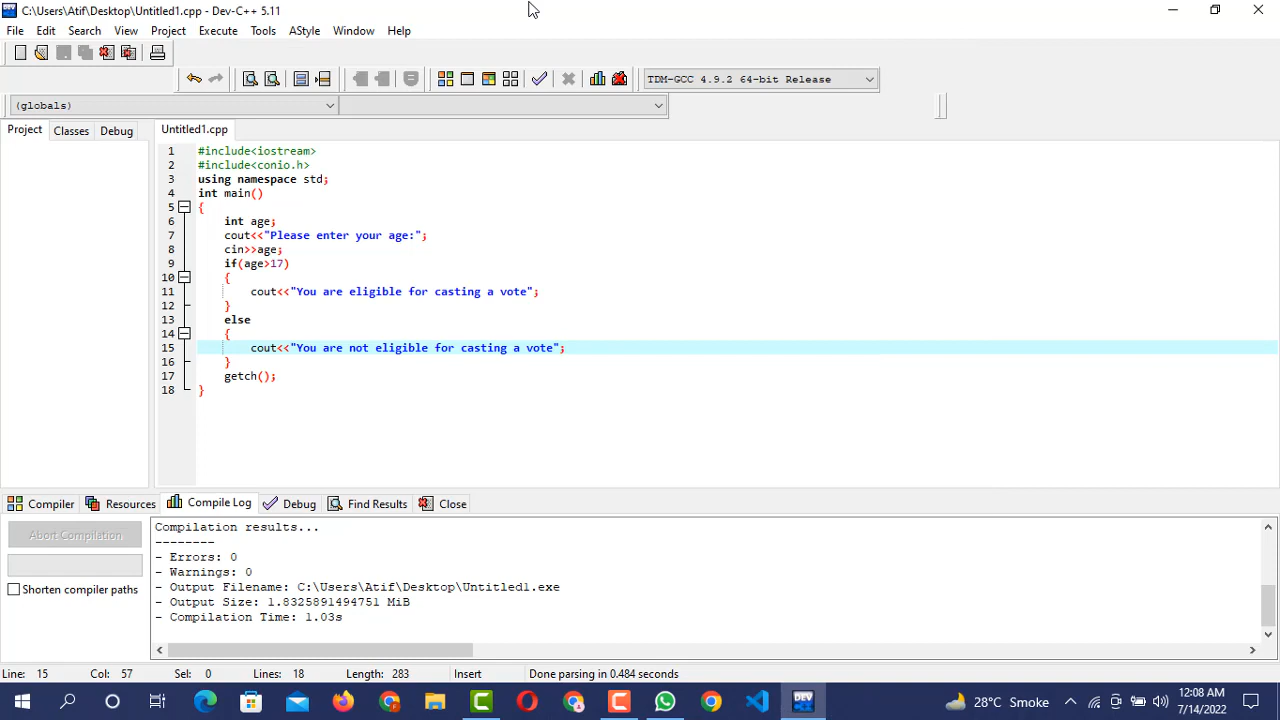 C:\Users\Atif\Desktop\Untitled1.cpp - Dev-C++ 5.11
File Edit Search View Project Execute Tools AStyle Window Help
TDM-GCC 4.9.2 64-bit Release
(globals)
Project Classes Debug Untitled1.cpp
1 #include<iostream>
2 #include<conio.h>
3 using namespace std;
4 int main()
5 {
6 int age;
7 cout<<"Please enter your age:";
8 cin>>age;
9 if(age>17)
10 {
11 cout<<"You are eligible for casting a vote";
12 }
13 else
14 {
15 cout<<"You are not eligible for casting a vote";
16 }
17 getch();
18 }
Compiler Resources Compile Log Debug Find Results Close
Abort Compilation
Shorten compiler paths
Compilation results...
--------
- Errors: 0
- Warnings: 0
- Output Filename: C:\Users\Atif\Desktop\Untitled1.exe
- Output Size: 1.8325891494751 MiB
- Compilation Time: 1.03s
Line: 15 Col: 57 Sel: 0 Lines: 18 Length: 283 Insert Done parsing in 0.484 seconds
DEV
28°C Smoke
12:08 AM
7/14/2022